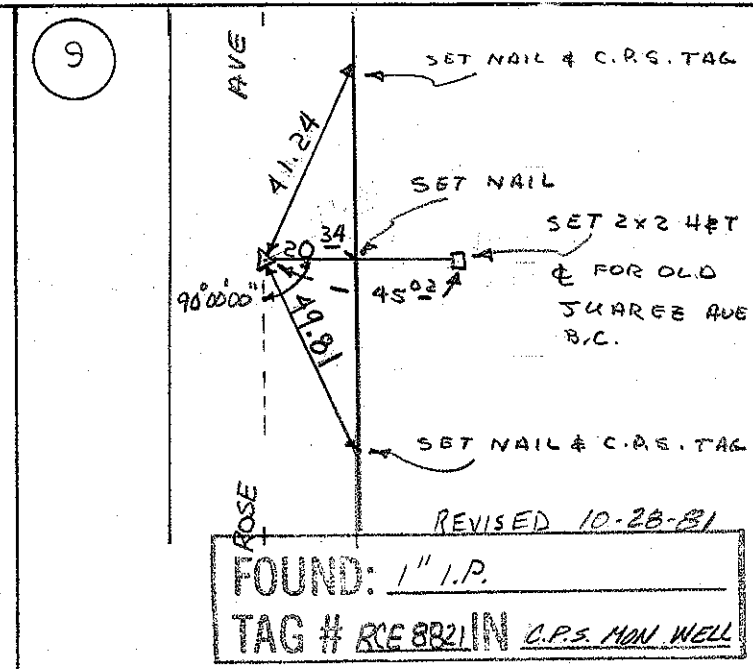 9
AVE
SET NAIL & C.P.S. TAG
41.24
SET NAIL
20 34
SET 2x2 H&T
℄ FOR OLD
JUAREZ AVE
B.C.
45.02
90°00'00"
49.81
SET NAIL & C.P.S. TAG
ROSE
REVISED 10-28-81
FOUND: 1" I.P.
TAG # RCE 8821 IN C.P.S. MON WELL